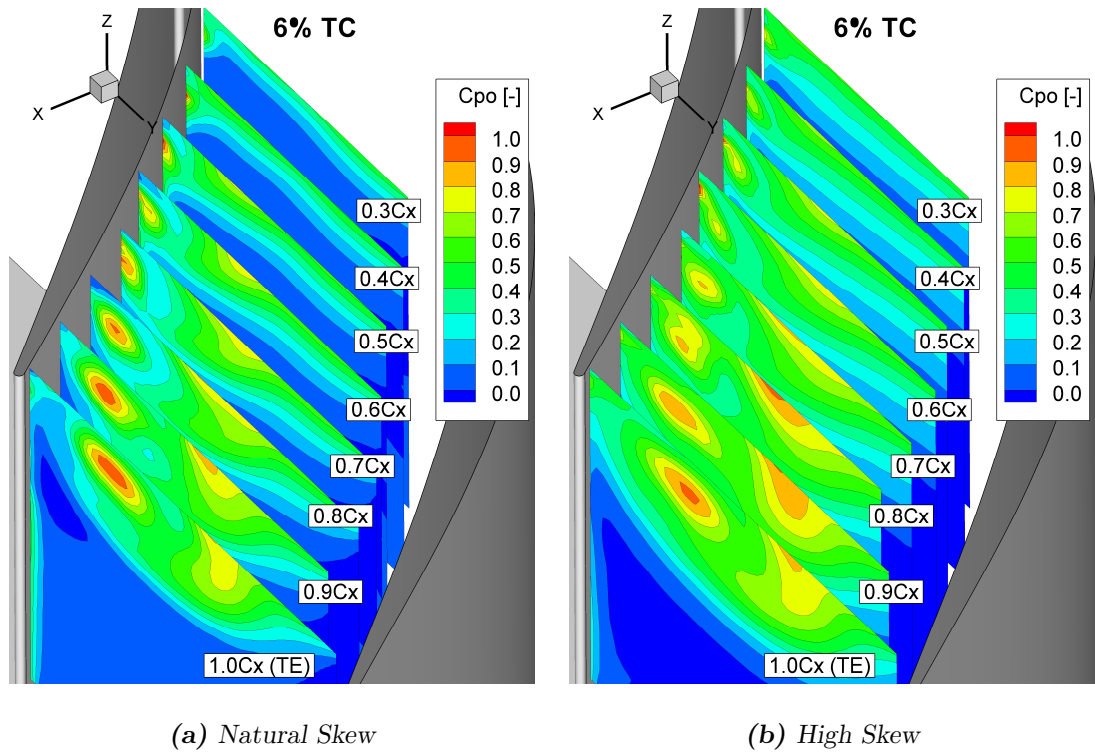 6% TC
Z
X
Y
Cpo [-]
1.0
0.9
0.8
0.7
0.6
0.5
0.4
0.3
0.2
0.1
0.0
0.3Cx
0.4Cx
0.5Cx
0.6Cx
0.7Cx
0.8Cx
0.9Cx
1.0Cx (TE)
(a) Natural Skew
6% TC
Z
X
Y
Cpo [-]
1.0
0.9
0.8
0.7
0.6
0.5
0.4
0.3
0.2
0.1
0.0
0.3Cx
0.4Cx
0.5Cx
0.6Cx
0.7Cx
0.8Cx
0.9Cx
1.0Cx (TE)
(b) High Skew